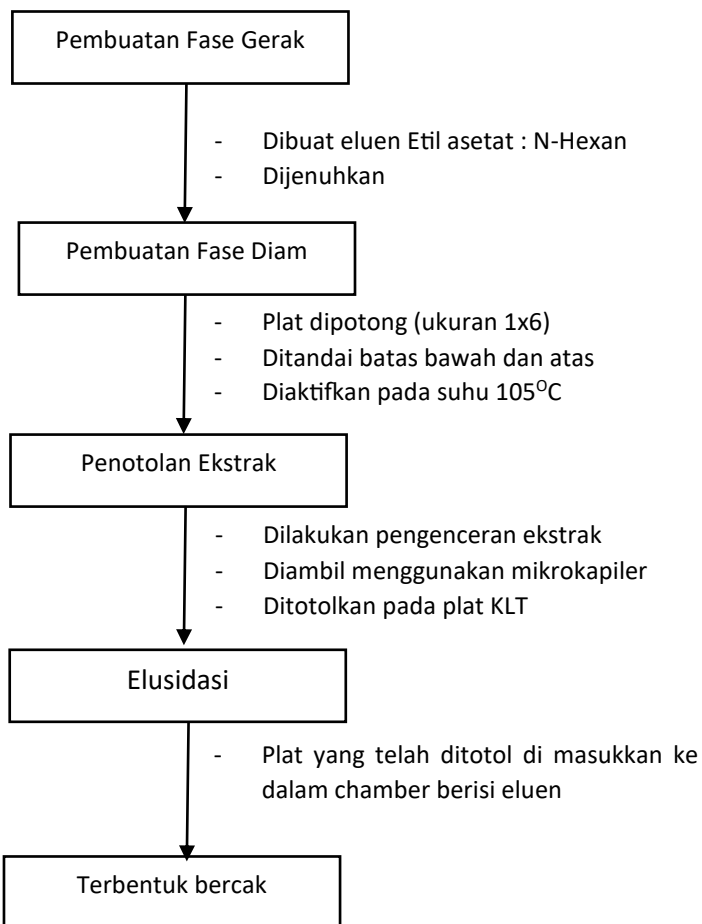 Pembuatan Fase Gerak
- Dibuat eluen Etil asetat : N-Hexan
- Dijenuhkan
Pembuatan Fase Diam
- Plat dipotong (ukuran 1x6)
- Ditandai batas bawah dan atas
- Diaktifkan pada suhu 105ᴼC
Penotolan Ekstrak
- Dilakukan pengenceran ekstrak
- Diambil menggunakan mikrokapiler
- Ditotolkan pada plat KLT
Elusidasi
- Plat yang telah ditotol di masukkan ke
dalam chamber berisi eluen
Terbentuk bercak